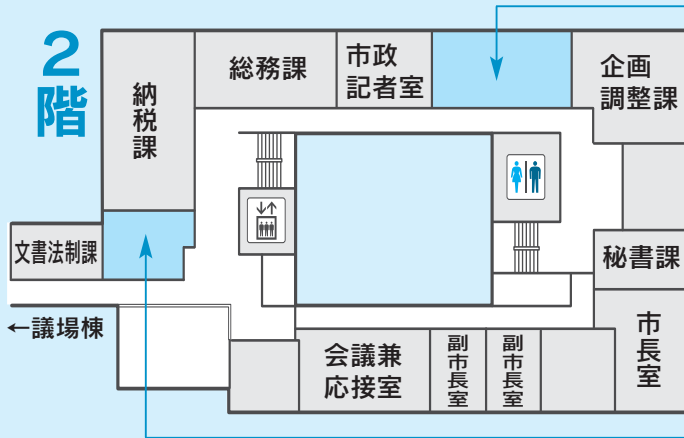 2階
納税課
総務課
市政
記者室
企画
調整課
文書法制課
秘書課
←議場棟
会議兼
応接室
副市長室
副市長室
市長室